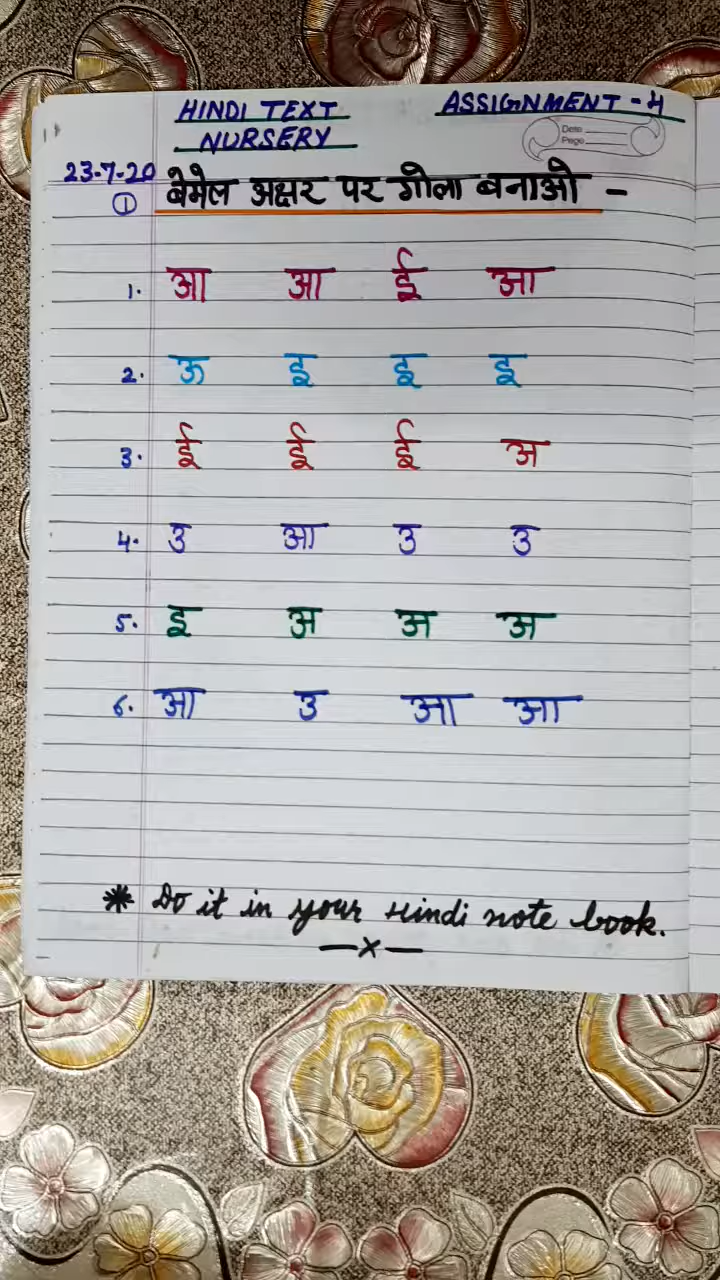 HINDI TEXT ASSIGNMENT - 4
NURSERY
Date
Page
23-7-20
① बेमेल अक्षर पर गोला बनाओ -
1. आ आ ई आ
2. ऊ इ इ इ
3. ई ई ई अ
4. उ आ उ उ
5. इ अ अ अ
6. आ उ आ आ
* Do it in your Hindi note book.
—x—